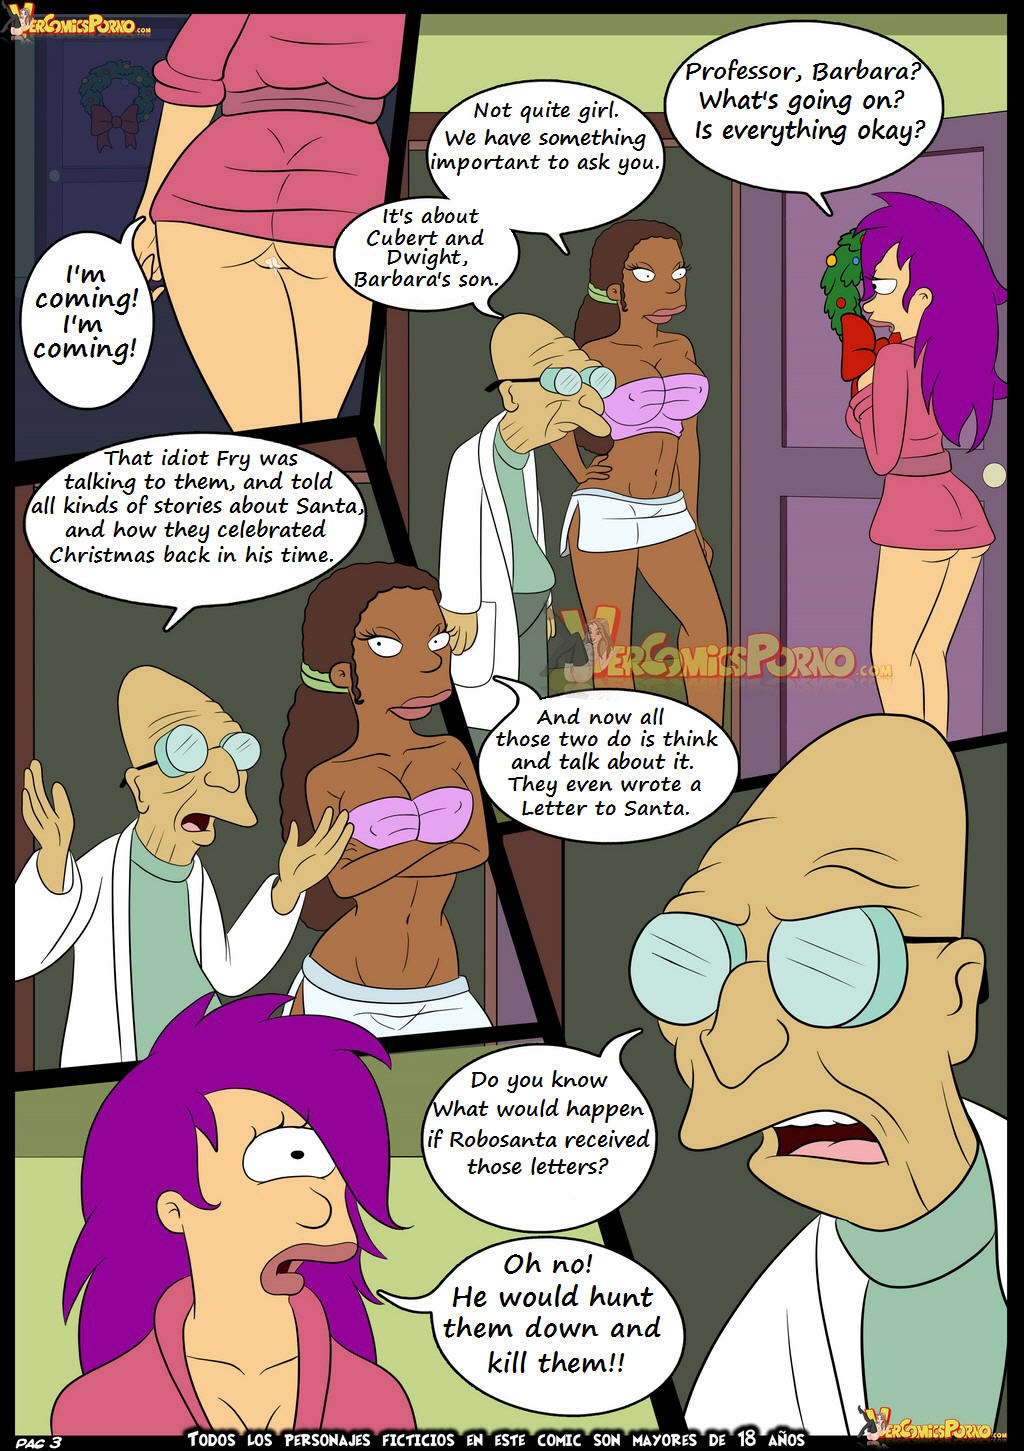 VerComicsPorno.com
I'm
coming!
I'm
coming!
Not quite girl.
We have something
important to ask you.
It's about
Cubert and
Dwight,
Barbara's son.
Professor, Barbara?
What's going on?
Is everything okay?
That idiot Fry was
talking to them, and told
all kinds of stories about Santa,
and how they celebrated
Christmas back in his time.
VerComicsPorno.com
And now all
those two do is think
and talk about it.
They even wrote a
Letter to Santa.
Do you know
What would happen
if Robosanta received
those letters?
Oh no!
He would hunt
them down and
kill them!!
PAG 3
Todos los personajes ficticios en este comic son mayores de 18 años
VerComicsPorno.com